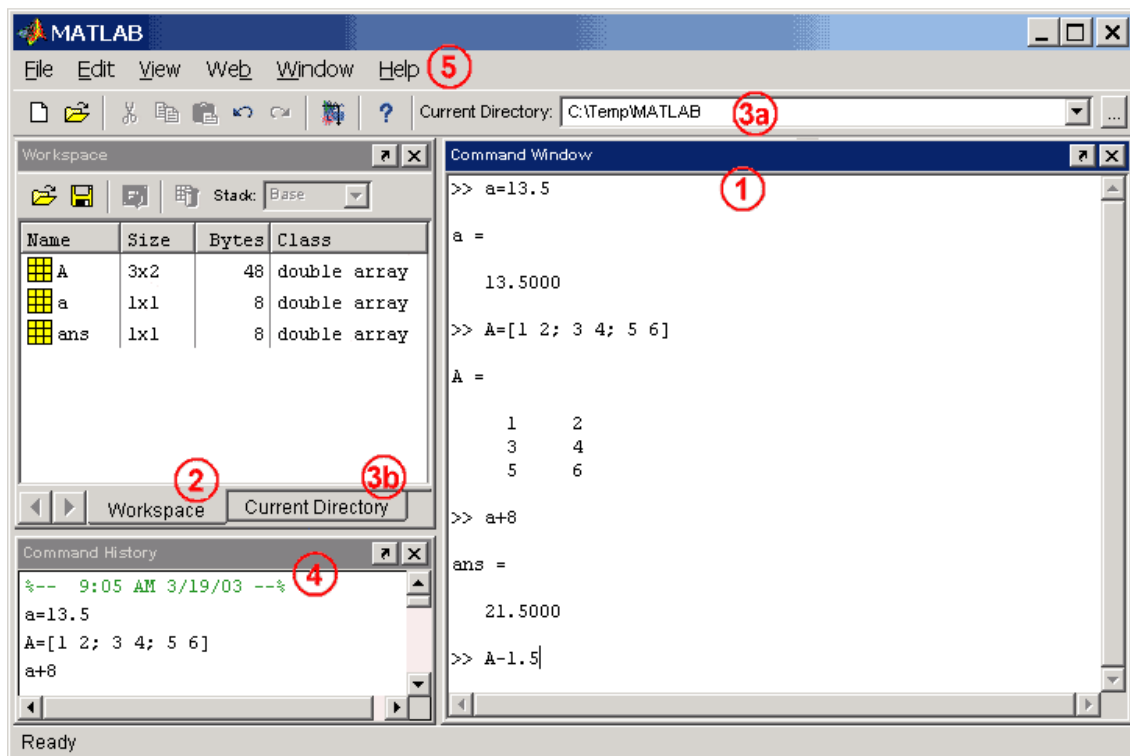 MATLAB
File Edit View Web Window Help 5
? Current Directory: C:\Temp\MATLAB 3a ...
Workspace
Stack: Base
Name Size Bytes Class
A 3x2 48 double array
a 1x1 8 double array
ans 1x1 8 double array
2 3b
Workspace Current Directory
Command History
4
%-- 9:05 AM 3/19/03 --%
a=13.5
A=[1 2; 3 4; 5 6]
a+8
Command Window
1
>> a=13.5
a =
13.5000
>> A=[1 2; 3 4; 5 6]
A =
1 2
3 4
5 6
>> a+8
ans =
21.5000
>> A-1.5
Ready